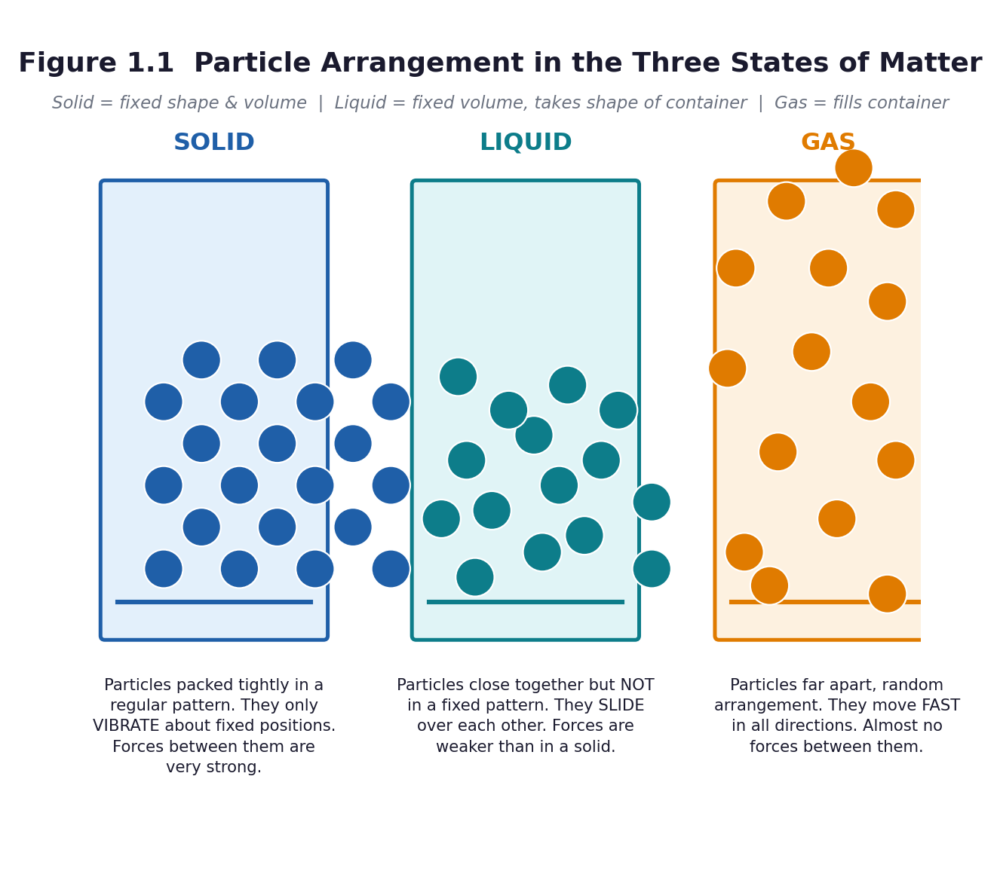 Figure 1.1  Particle Arrangement in the Three States of Matter
Solid = fixed shape & volume  |  Liquid = fixed volume, takes shape of container  |  Gas = fills container
SOLID
LIQUID
GAS
Particles packed tightly in a
regular pattern. They only
VIBRATE about fixed positions.
Forces between them are
very strong.
Particles close together but NOT
in a fixed pattern. They SLIDE
over each other. Forces are
weaker than in a solid.
Particles far apart, random
arrangement. They move FAST
in all directions. Almost no
forces between them.